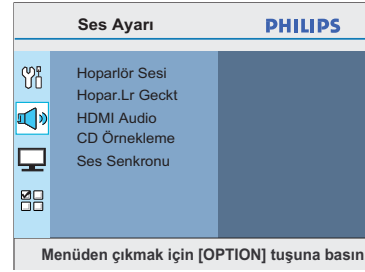 Ses Ayarı PHILIPS
Hoparlör Sesi
Hopar.Lr Geckt
HDMI Audio
CD Örnekleme
Ses Senkronu
Menüden çıkmak için [OPTION] tuşuna basın